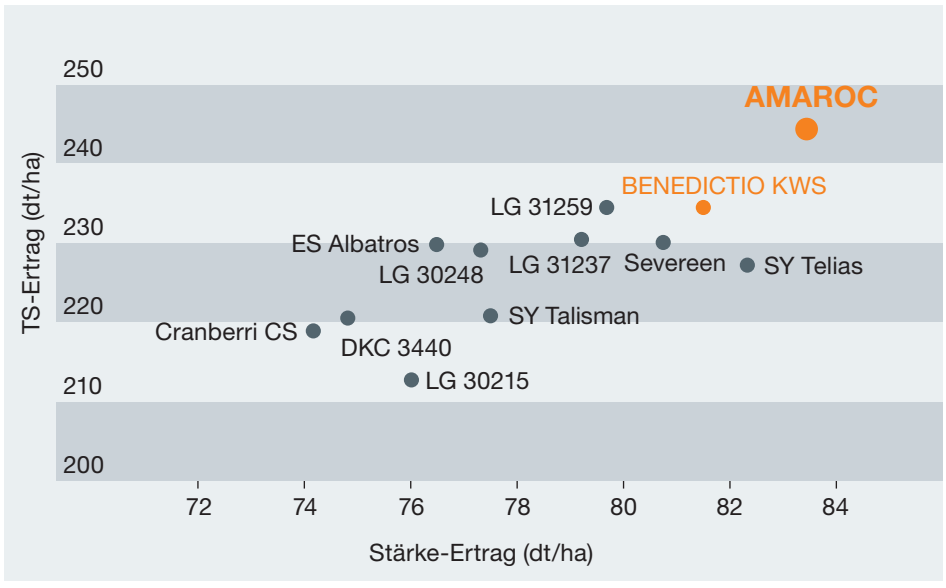 250
AMAROC
240
BENEDICTIO KWS
LG 31259
230
ES Albatros
LG 30248
LG 31237
Severeen
SY Telias
220
SY Talisman
Cranberri CS
DKC 3440
210
LG 30215
200
TS-Ertrag (dt/ha)
72 74 76 78 80 82 84
Stärke-Ertrag (dt/ha)